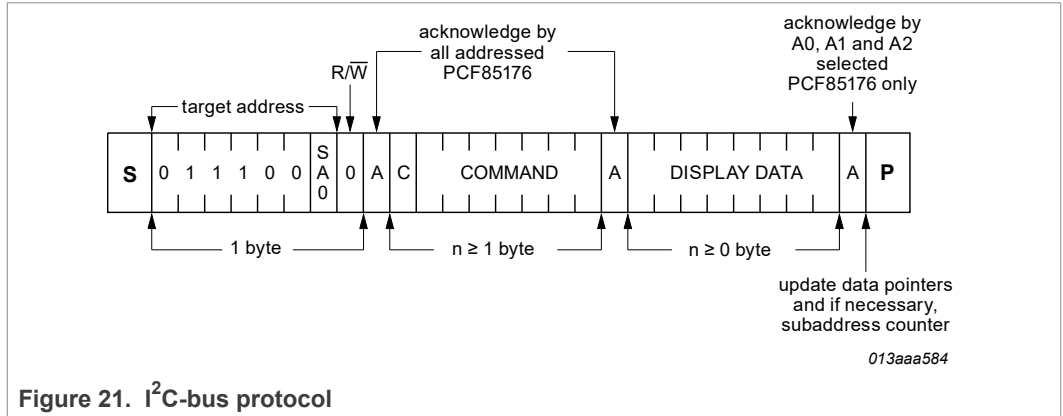 acknowledge by
all addressed
PCF85176
acknowledge by
A0, A1 and A2
selected
PCF85176 only
R/W̅
target address
S 0 1 1 1 0 0 SA0 0 A C COMMAND A DISPLAY DATA A P
1 byte
n ≥ 1 byte
n ≥ 0 byte
update data pointers
and if necessary,
subaddress counter
013aaa584
Figure 21. I²C-bus protocol